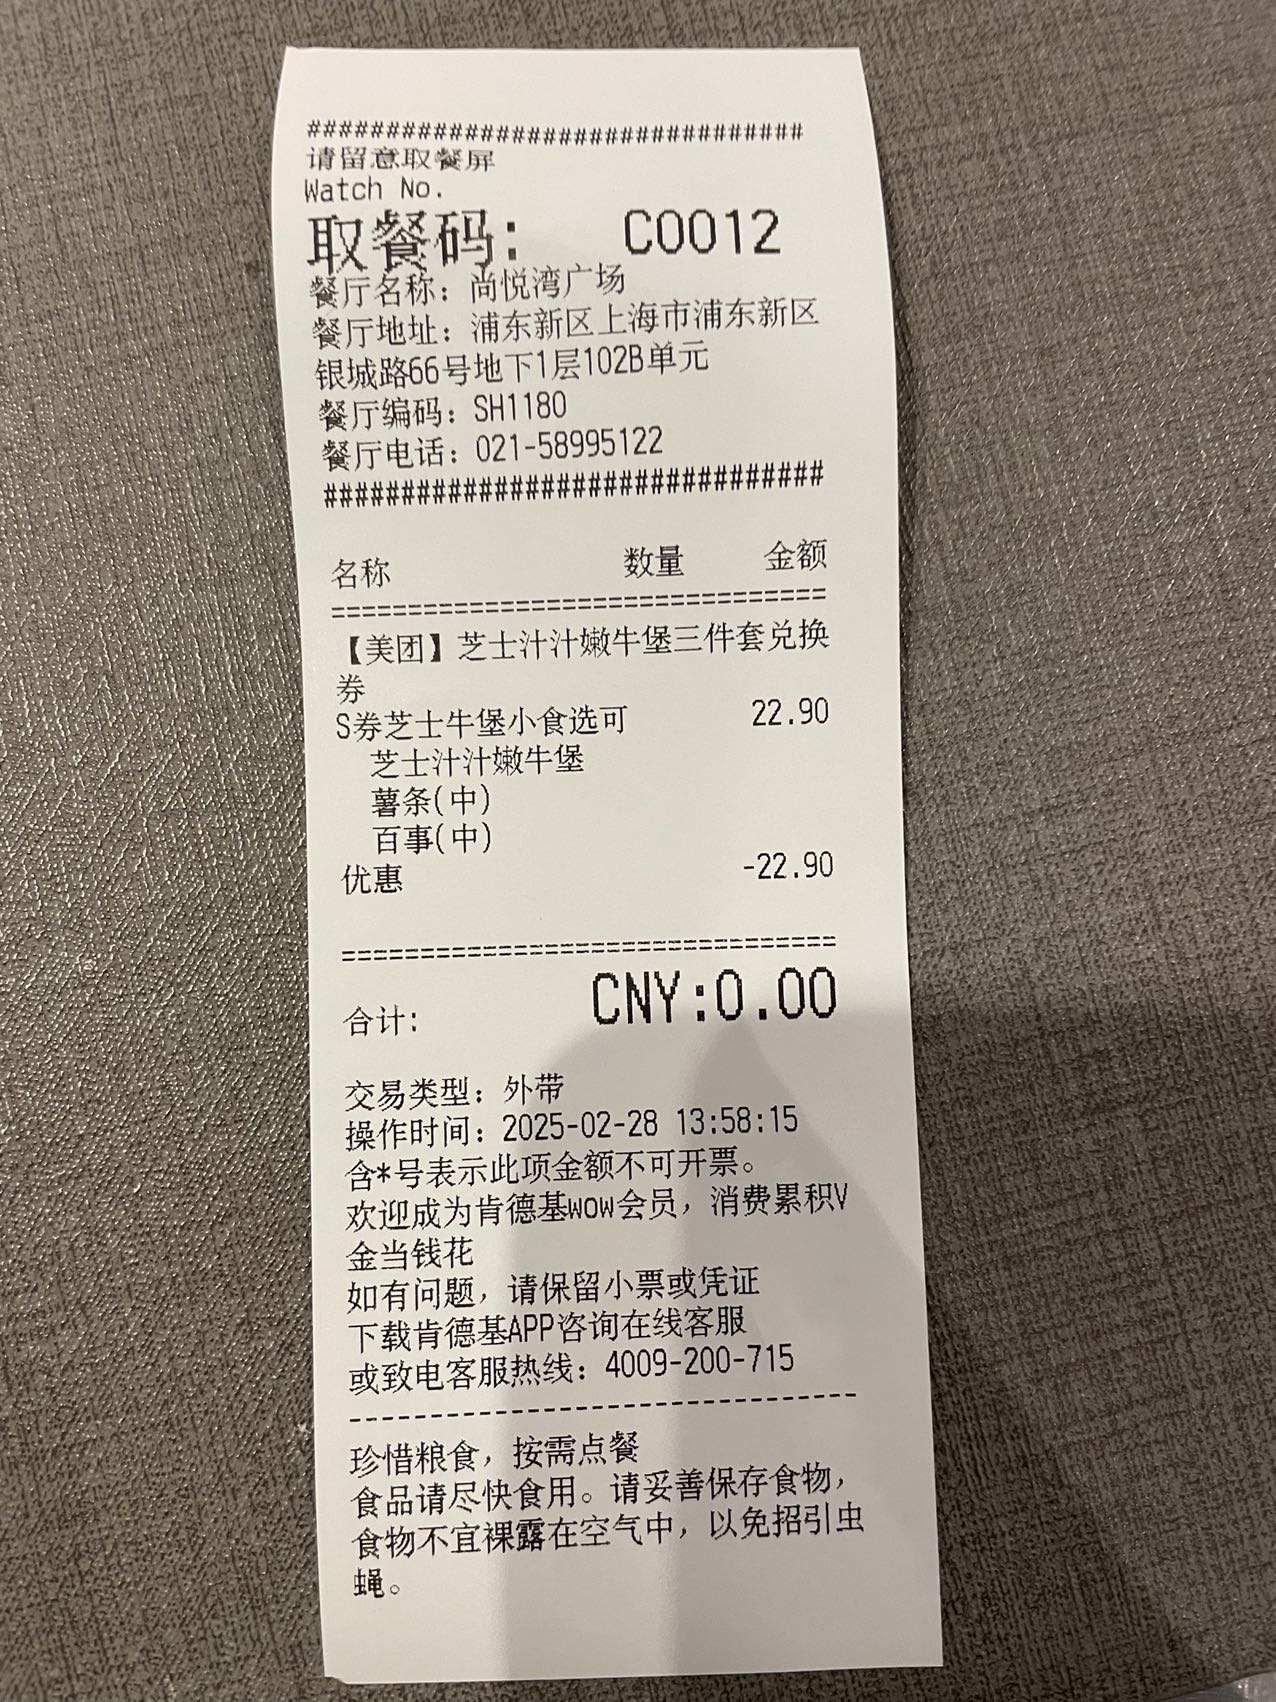 ################################
请留意取餐屏
Watch No.
取餐码： C0012
餐厅名称：尚悦湾广场
餐厅地址：浦东新区上海市浦东新区
银城路66号地下1层102B单元
餐厅编码：SH1180
餐厅电话：021-58995122
################################
名称 数量 金额
================================
【美团】芝士汁汁嫩牛堡三件套兑换
券
S券芝士牛堡小食选可 22.90
芝士汁汁嫩牛堡
薯条(中)
百事(中)
优惠 -22.90
================================
合计: CNY:0.00
交易类型：外带
操作时间：2025-02-28 13:58:15
含*号表示此项金额不可开票。
欢迎成为肯德基WOW会员，消费累积V
金当钱花
如有问题，请保留小票或凭证
下载肯德基APP咨询在线客服
或致电客服热线：4009-200-715
--------------------------------
珍惜粮食，按需点餐
食品请尽快食用。请妥善保存食物，
食物不宜裸露在空气中，以免招引虫
蝇。